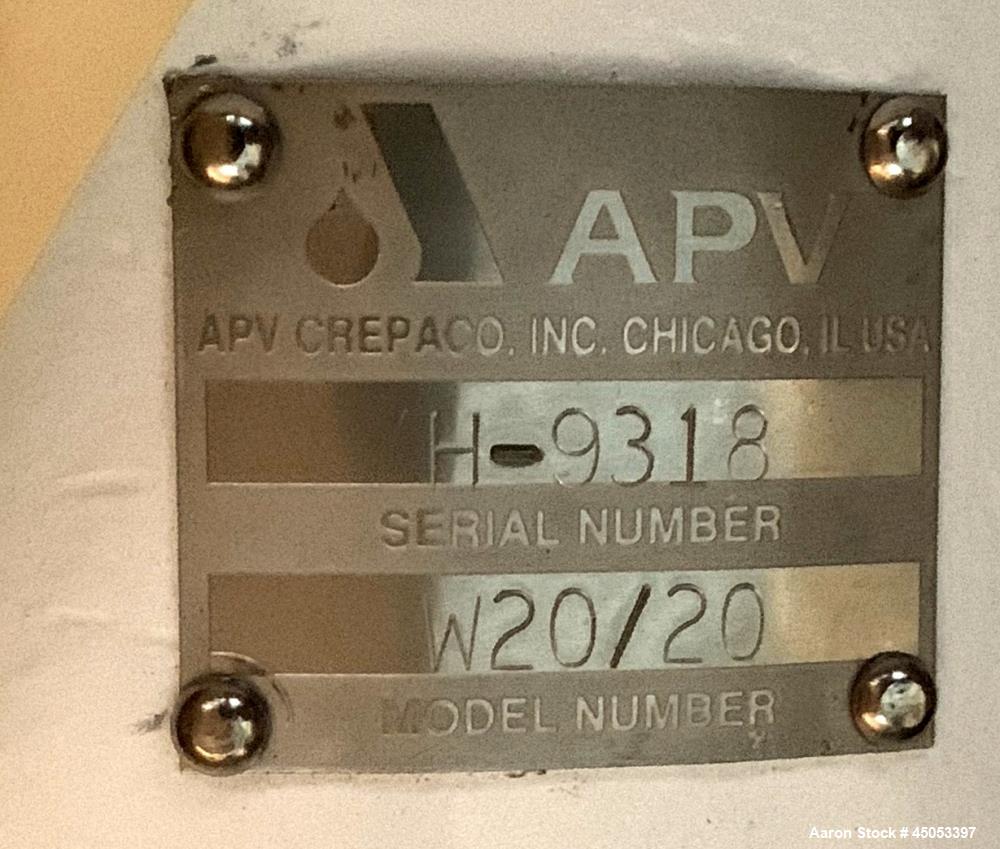 APV
APV CREPACO, INC. CHICAGO, IL USA
H-9318
SERIAL NUMBER
W20/20
MODEL NUMBER
Aaron Stock # 45053397